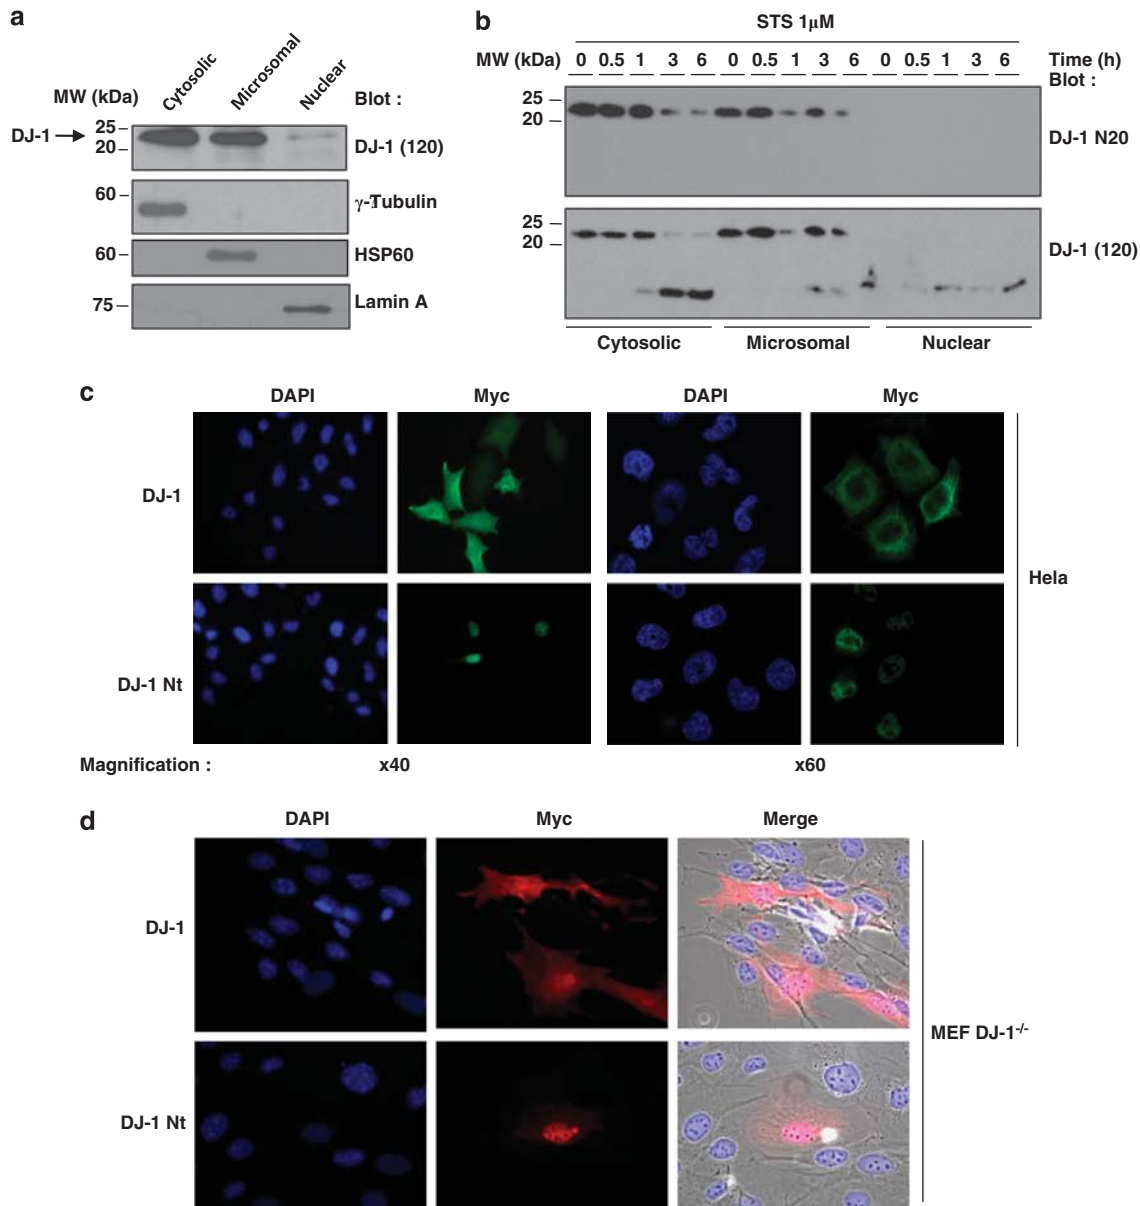 a
Cytosolic
Microsomal
Nuclear
MW (kDa)
Blot :
DJ-1
25
20
DJ-1 (120)
60
γ-Tubulin
60
HSP60
75
Lamin A
b
STS 1μM
MW (kDa) 0 0.5 1 3 6 0 0.5 1 3 6 0 0.5 1 3 6 Time (h)
Blot :
25
20
DJ-1 N20
25
20
DJ-1 (120)
Cytosolic Microsomal Nuclear
c
DAPI Myc DAPI Myc
DJ-1
Hela
DJ-1 Nt
Magnification : x40 x60
d
DAPI Myc Merge
DJ-1
MEF DJ-1-/-
DJ-1 Nt